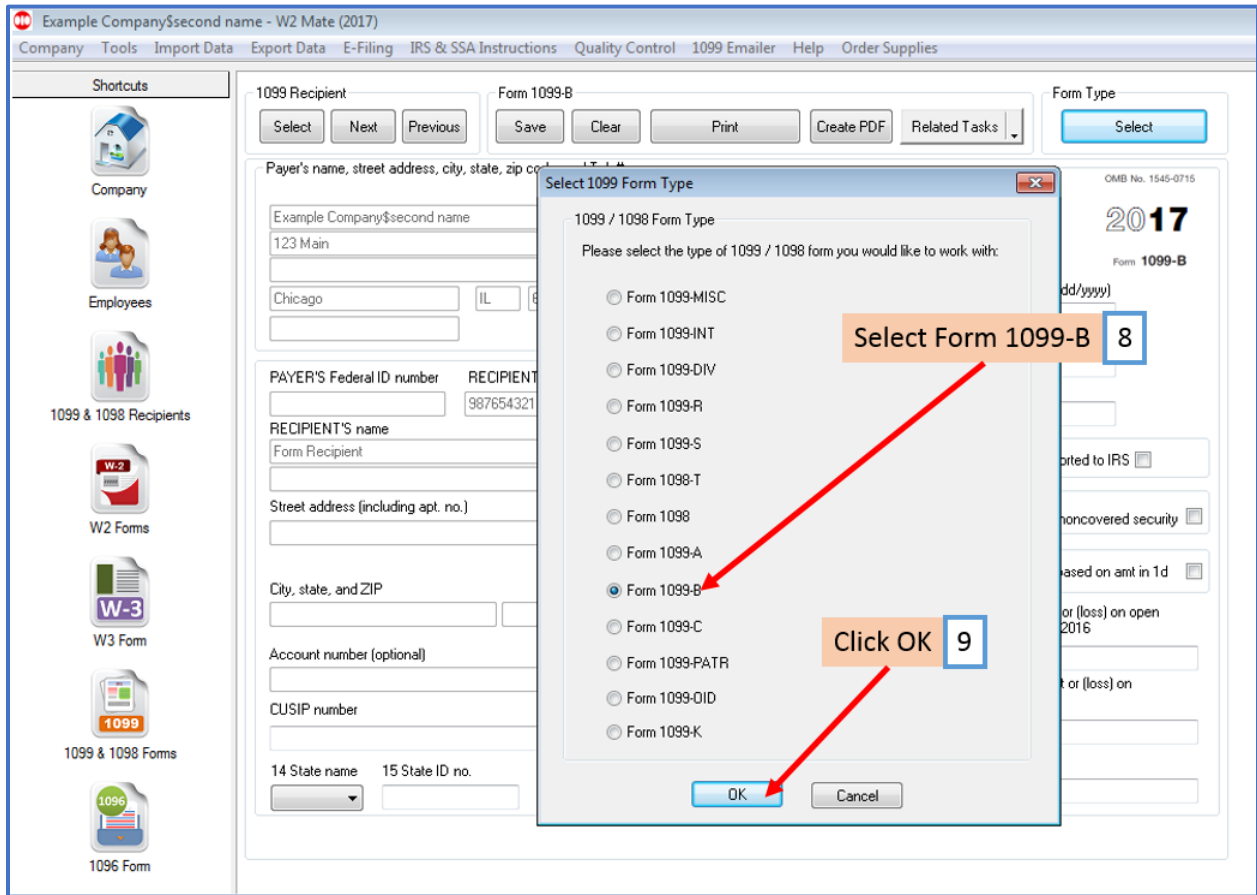 Example Company$second name - W2 Mate (2017)
Company Tools Import Data Export Data E-Filing IRS & SSA Instructions Quality Control 1099 Emailer Help Order Supplies
Shortcuts
Company
Employees
1099 & 1098 Recipients
W-2
W2 Forms
W-3
W3 Form
1099
1099 & 1098 Forms
1096
1096 Form
1099 Recipient
Select Next Previous
Form 1099-B
Save Clear Print Create PDF Related Tasks
Form Type
Select
Payer's name, street address, city, state, zip
Example Company$second name
123 Main
Chicago IL
PAYER'S Federal ID number RECIPIENT
987654321
RECIPIENT'S name
Form Recipient
Street address (including apt. no.)
City, state, and ZIP
Account number (optional)
CUSIP number
14 State name 15 State ID no.
Select 1099 Form Type
1099 / 1098 Form Type
Please select the type of 1099 / 1098 form you would like to work with:
Form 1099-MISC
Form 1099-INT
Form 1099-DIV
Form 1099-R
Form 1099-S
Form 1098-T
Form 1098
Form 1099-A
Form 1099-B
Form 1099-C
Form 1099-PATR
Form 1099-OID
Form 1099-K
OK Cancel
Select Form 1099-B 8
Click OK 9
OMB No. 1545-0715
2017
Form 1099-B
dd/yyyy)
orted to IRS
noncovered security
ased on amt in 1d
or (loss) on open
2016
t or (loss) on